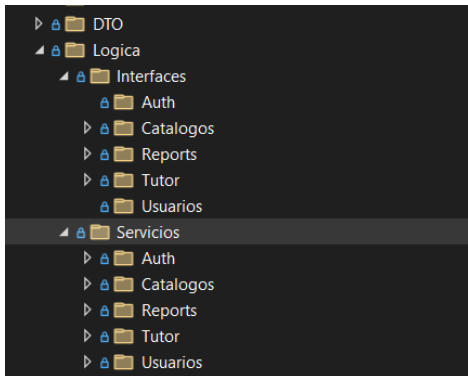 DTO
Logica
Interfaces
Auth
Catalogos
Reports
Tutor
Usuarios
Servicios
Auth
Catalogos
Reports
Tutor
Usuarios